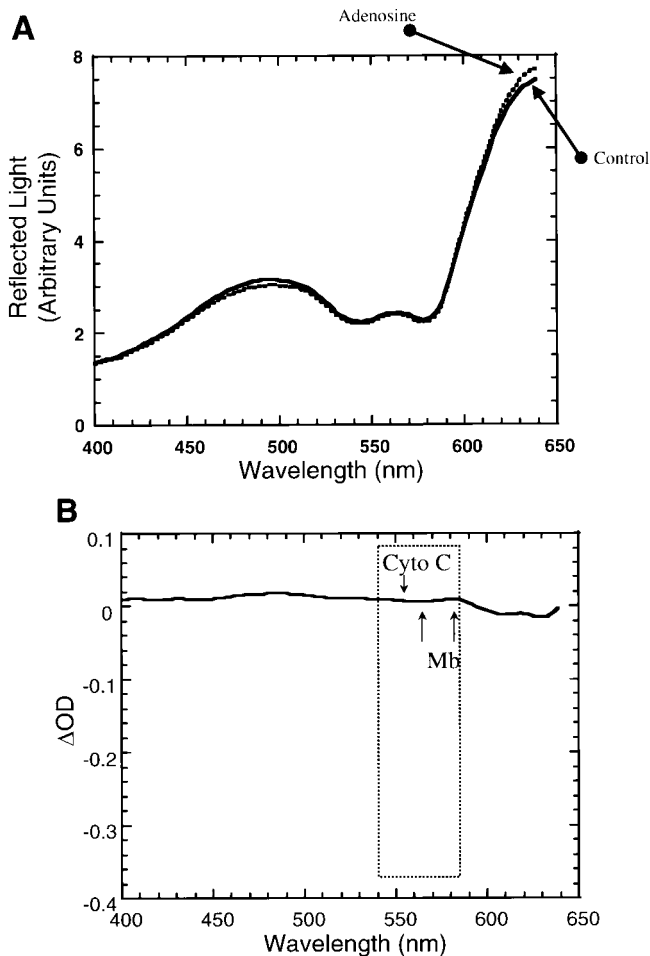 A
Adenosine
Control
8
6
4
2
0
Reflected Light
(Arbitrary Units)
400 450 500 550 600 650
Wavelength (nm)
B
0.1
0
-0.1
-0.2
-0.3
-0.4
ΔOD
Cyto C
Mb
400 450 500 550 600 650
Wavelength (nm)